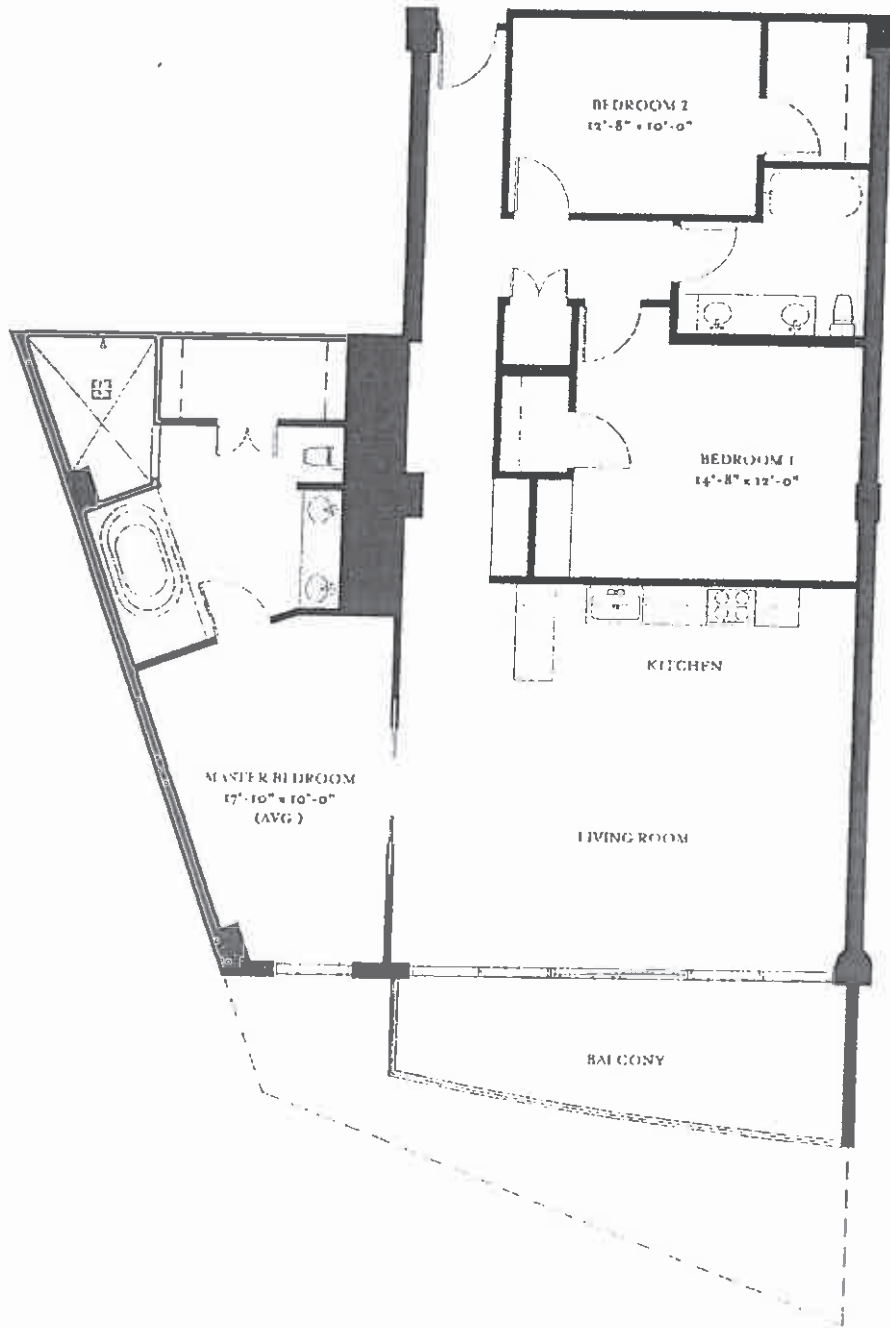 BEDROOM 2
12'-8" x 10'-0"
BEDROOM 1
14'-8" x 12'-0"
KITCHEN
MASTER BEDROOM
17'-10" x 10'-0"
(AVG.)
LIVING ROOM
BALCONY